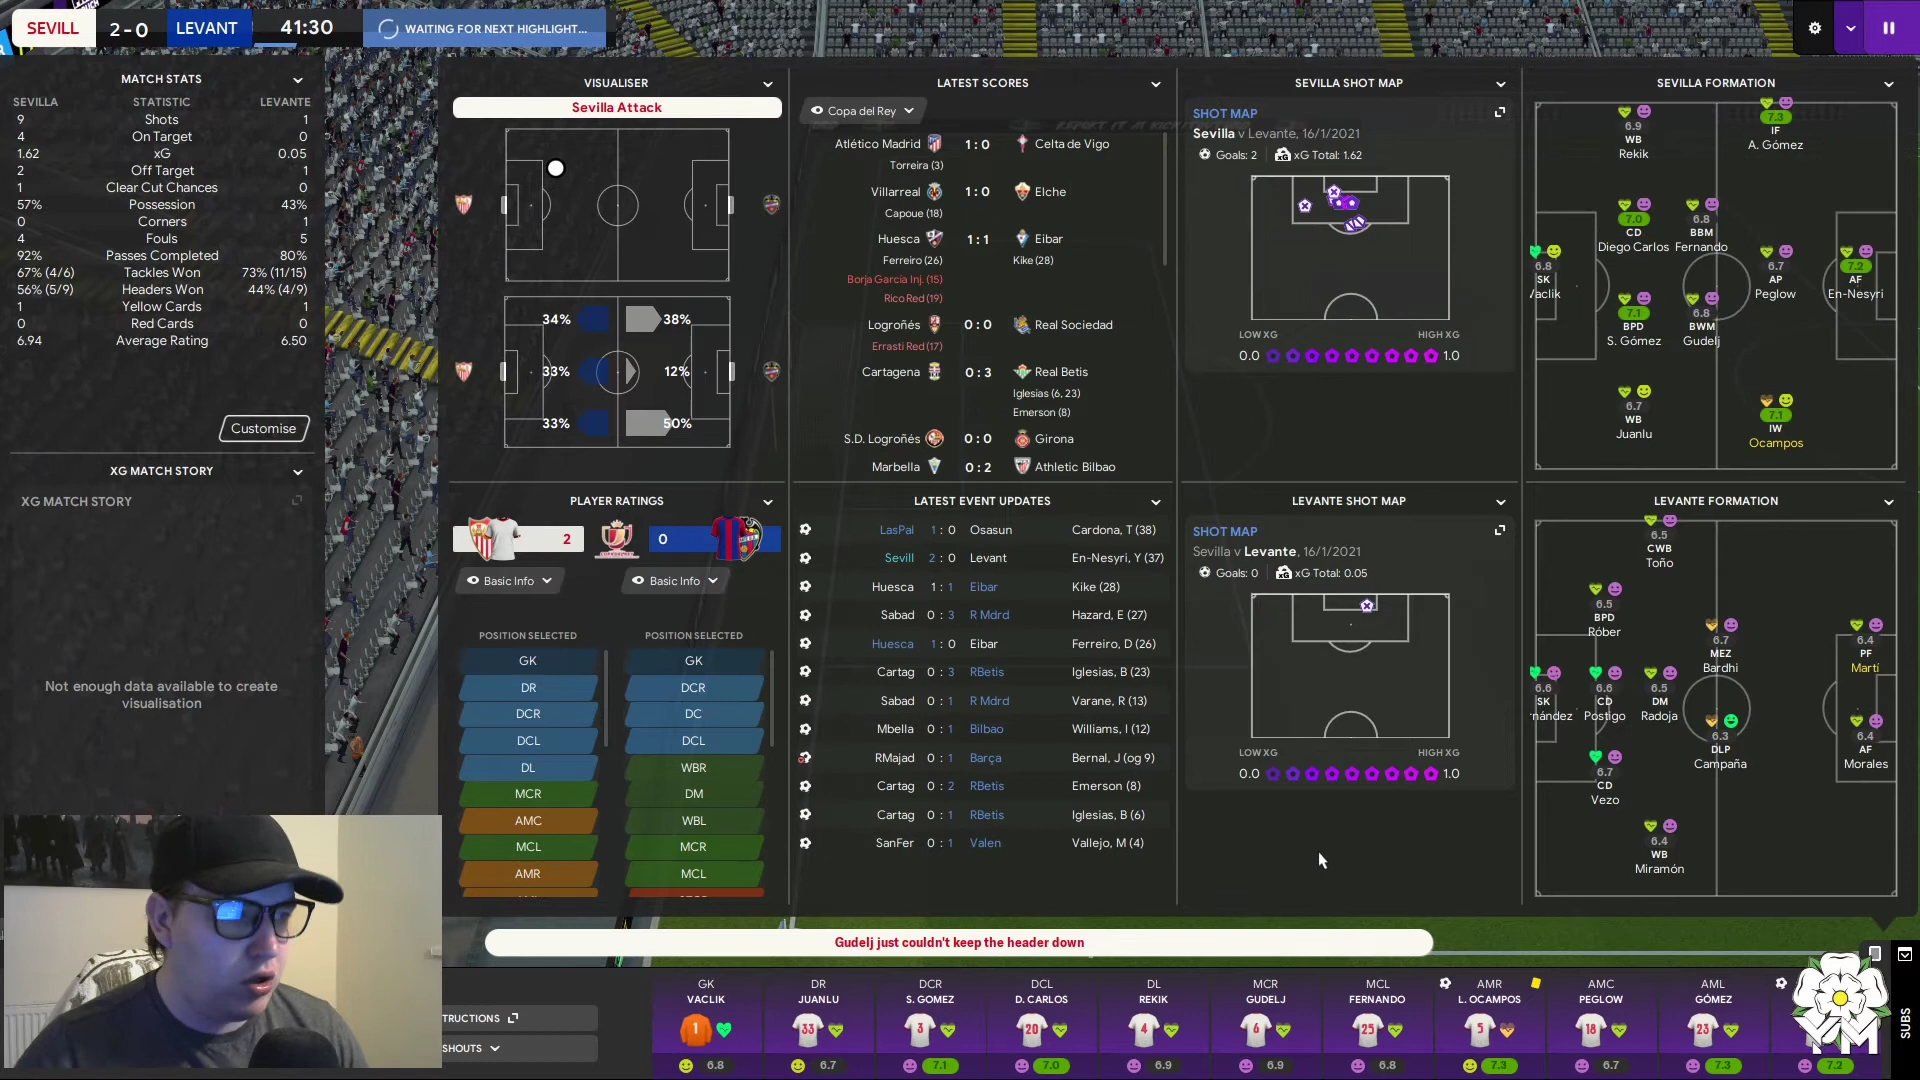 SEVILL 2-0 LEVANT 41:30 WAITING FOR NEXT HIGHLIGHT...
MATCH STATS
SEVILLA STATISTIC LEVANTE
9 Shots 1
4 On Target 0
1.62 xG 0.05
2 Off Target 1
1 Clear Cut Chances 0
57% Possession 43%
0 Corners 1
4 Fouls 5
92% Passes Completed 80%
67% (4/6) Tackles Won 73% (11/15)
56% (5/9) Headers Won 44% (4/9)
1 Yellow Cards 1
0 Red Cards 0
6.94 Average Rating 6.50
Customise
XG MATCH STORY
XG MATCH STORY
Not enough data available to create
visualisation
VISUALISER
Sevilla Attack
34% 38%
33% 12%
33% 50%
PLAYER RATINGS
2 0
Basic Info Basic Info
POSITION SELECTED POSITION SELECTED
GK GK
DR DCR
DCR DC
DCL DCL
DL WBR
MCR DM
AMC WBL
MCL MCR
AMR MCL
LATEST SCORES
Copa del Rey
Atlético Madrid 1 : 0 Celta de Vigo
Torreira (3)
Villarreal 1 : 0 Elche
Capoue (18)
Huesca 1 : 1 Eibar
Ferreiro (26) Kike (28)
Borja García Inj. (15)
Rico Red (19)
Logroñés 0 : 0 Real Sociedad
Errasti Red (17)
Cartagena 0 : 3 Real Betis
Iglesias (6, 23)
Emerson (8)
S.D. Logroñés 0 : 0 Girona
Marbella 0 : 2 Athletic Bilbao
LATEST EVENT UPDATES
LasPal 1 : 0 Osasun Cardona, T (38)
Sevill 2 : 0 Levant En-Nesyri, Y (37)
Huesca 1 : 1 Eibar Kike (28)
Sabad 0 : 3 R Mdrd Hazard, E (27)
Huesca 1 : 0 Eibar Ferreiro, D (26)
Cartag 0 : 3 RBetis Iglesias, B (23)
Sabad 0 : 1 R Mdrd Varane, R (13)
Mbella 0 : 1 Bilbao Williams, I (12)
RMajad 0 : 1 Barça Bernal, J (og 9)
Cartag 0 : 2 RBetis Emerson (8)
Cartag 0 : 1 RBetis Iglesias, B (6)
SanFer 0 : 1 Valen Vallejo, M (4)
SEVILLA SHOT MAP
SHOT MAP
Sevilla v Levante, 16/1/2021
Goals: 2 xG xG Total: 1.62
LOW XG HIGH XG
0.0 1.0
LEVANTE SHOT MAP
SHOT MAP
Sevilla v Levante, 16/1/2021
Goals: 0 xG xG Total: 0.05
LOW XG HIGH XG
0.0 1.0
SEVILLA FORMATION
6.9
WB
Rekik
7.3
IF
A. Gómez
7.0
CD
Diego Carlos
6.8
BBM
Fernando
6.8
SK
Vaclik
6.7
AP
Peglow
7.2
AF
En-Nesyri
7.1
BPD
S. Gómez
6.8
BWM
Gudelj
6.7
WB
Juanlu
7.1
IW
Ocampos
LEVANTE FORMATION
6.5
CWB
Toño
6.5
BPD
Róber
6.7
MEZ
Bardhi
6.4
PF
Martí
6.6
SK
rnández
6.6
CD
Postigo
6.5
DM
Radoja
6.3
DLP
Campaña
6.4
AF
Morales
6.7
CD
Vezo
6.4
WB
Miramón
Gudelj just couldn't keep the header down
TRUCTIONS
SHOUTS
GK DR DCR DCL DL MCR MCL AMR AMC AML
VACLIK JUANLU S. GOMEZ D. CARLOS REKIK GUDELJ FERNANDO L. OCAMPOS PEGLOW GÓMEZ
1 33 3 20 4 6 25 5 18 23
6.8 6.7 7.1 7.0 6.9 6.9 6.8 7.3 6.7 7.3 7.2
YM
SUBS